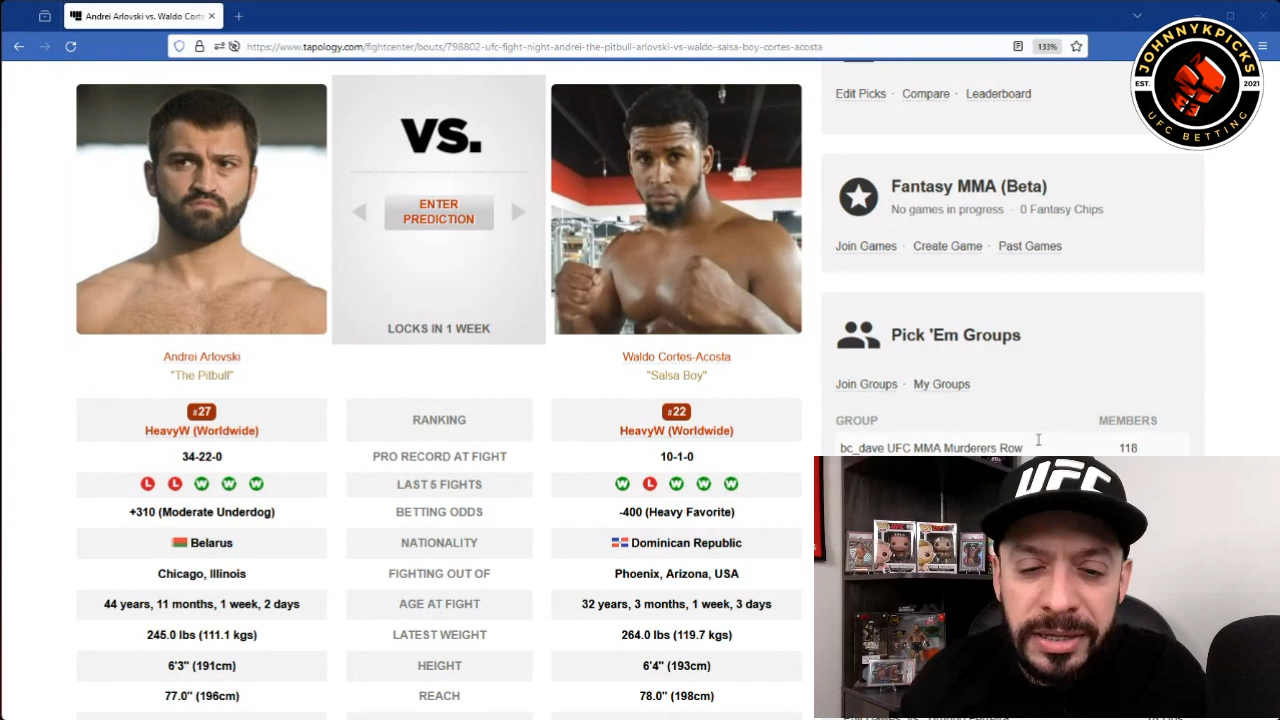 Andrei Arlovski vs. Waldo Corte
https://www.tapology.com/fightcenter/bouts/798802-ufc-fight-night-andrei-the-pitbull-arlovski-vs-waldo-salsa-boy-cortes-acosta
133%
JOHNNYKPICKS
EST. 2021
UFC BETTING
VS.
ENTER
PREDICTION
LOCKS IN 1 WEEK
Andrei Arlovski Waldo Cortes-Acosta
"The Pitbull" "Salsa Boy"
#27 RANKING #22
HeavyW (Worldwide) HeavyW (Worldwide)
34-22-0 PRO RECORD AT FIGHT 10-1-0
L L W W W LAST 5 FIGHTS W L W W W
+310 (Moderate Underdog) BETTING ODDS -400 (Heavy Favorite)
Belarus NATIONALITY Dominican Republic
Chicago, Illinois FIGHTING OUT OF Phoenix, Arizona, USA
44 years, 11 months, 1 week, 2 days AGE AT FIGHT 32 years, 3 months, 1 week, 3 days
245.0 lbs (111.1 kgs) LATEST WEIGHT 264.0 lbs (119.7 kgs)
6'3" (191cm) HEIGHT 6'4" (193cm)
77.0" (196cm) REACH 78.0" (198cm)
Edit Picks · Compare · Leaderboard
Fantasy MMA (Beta)
No games in progress · 0 Fantasy Chips
Join Games · Create Game · Past Games
Pick 'Em Groups
Join Groups · My Groups
GROUP MEMBERS
bc_dave UFC MMA Murderers Row 118
UFC